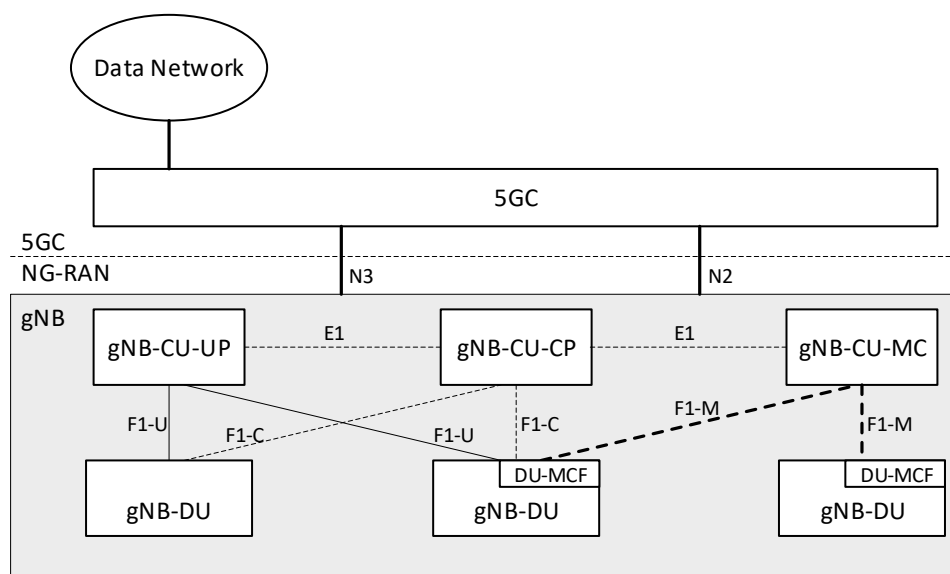 Data Network
5GC
5GC
NG-RAN
N3
N2
gNB
gNB-CU-UP
E1
gNB-CU-CP
E1
gNB-CU-MC
F1-U
F1-C
F1-U
F1-C
F1-M
F1-M
DU-MCF
DU-MCF
gNB-DU
gNB-DU
gNB-DU